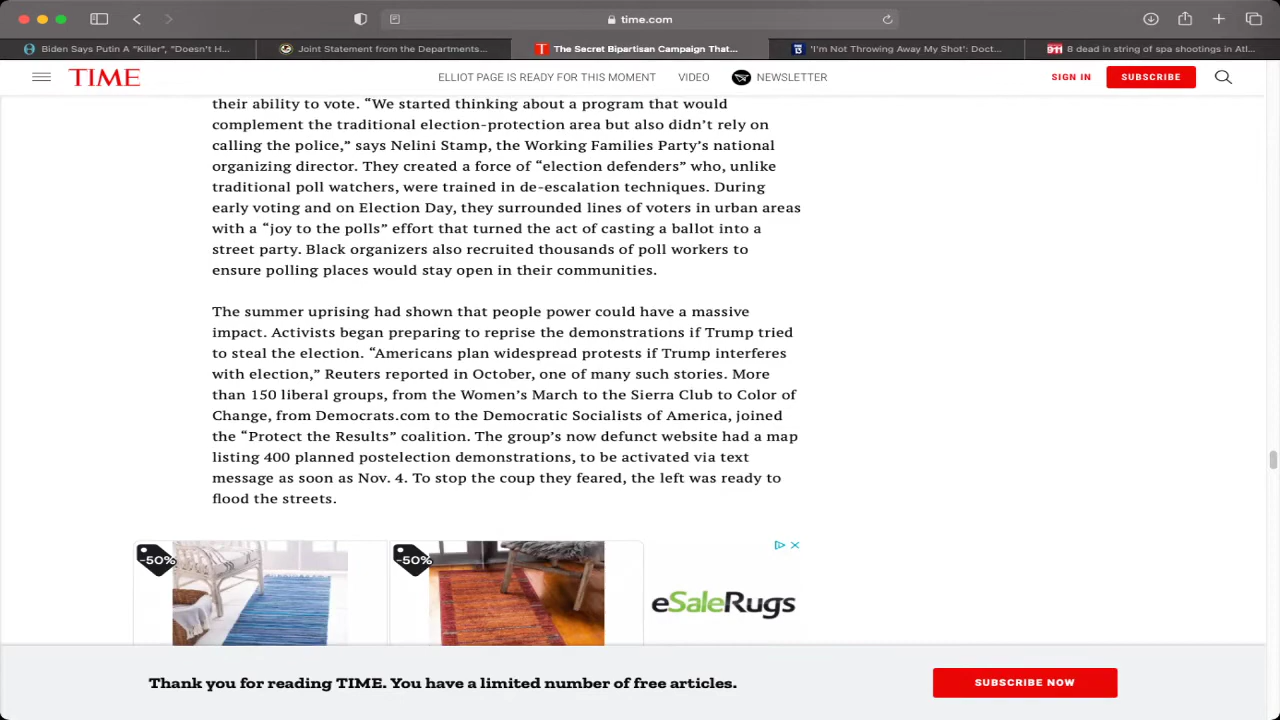 time.com
Biden Says Putin A "Killer", "Doesn't H...
Joint Statement from the Departments...
The Secret Bipartisan Campaign That...
'I'm Not Throwing Away My Shot': Doct...
8 dead in string of spa shootings in Atl...
TIME
ELLIOT PAGE IS READY FOR THIS MOMENT
VIDEO
NEWSLETTER
SIGN IN
SUBSCRIBE
their ability to vote. “We started thinking about a program that would
complement the traditional election-protection area but also didn’t rely on
calling the police,” says Nelini Stamp, the Working Families Party’s national
organizing director. They created a force of “election defenders” who, unlike
traditional poll watchers, were trained in de-escalation techniques. During
early voting and on Election Day, they surrounded lines of voters in urban areas
with a “joy to the polls” effort that turned the act of casting a ballot into a
street party. Black organizers also recruited thousands of poll workers to
ensure polling places would stay open in their communities.
The summer uprising had shown that people power could have a massive
impact. Activists began preparing to reprise the demonstrations if Trump tried
to steal the election. “Americans plan widespread protests if Trump interferes
with election,” Reuters reported in October, one of many such stories. More
than 150 liberal groups, from the Women’s March to the Sierra Club to Color of
Change, from Democrats.com to the Democratic Socialists of America, joined
the “Protect the Results” coalition. The group’s now defunct website had a map
listing 400 planned postelection demonstrations, to be activated via text
message as soon as Nov. 4. To stop the coup they feared, the left was ready to
flood the streets.
-50%
-50%
eSaleRugs
Thank you for reading TIME. You have a limited number of free articles.
SUBSCRIBE NOW